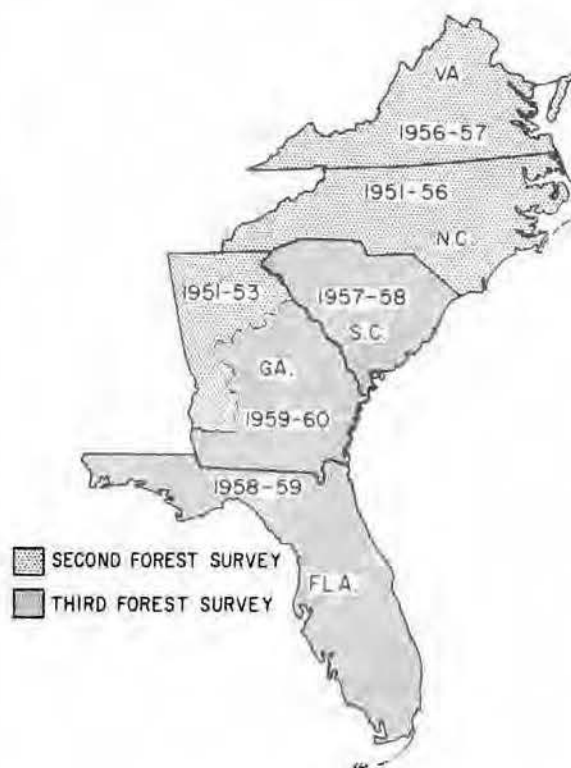 VA.
1956-57
1951-56
N.C.
1951-53
1957-58
S.C.
GA.
1959-60
1958-59
SECOND FOREST SURVEY
FLA.
THIRD FOREST SURVEY